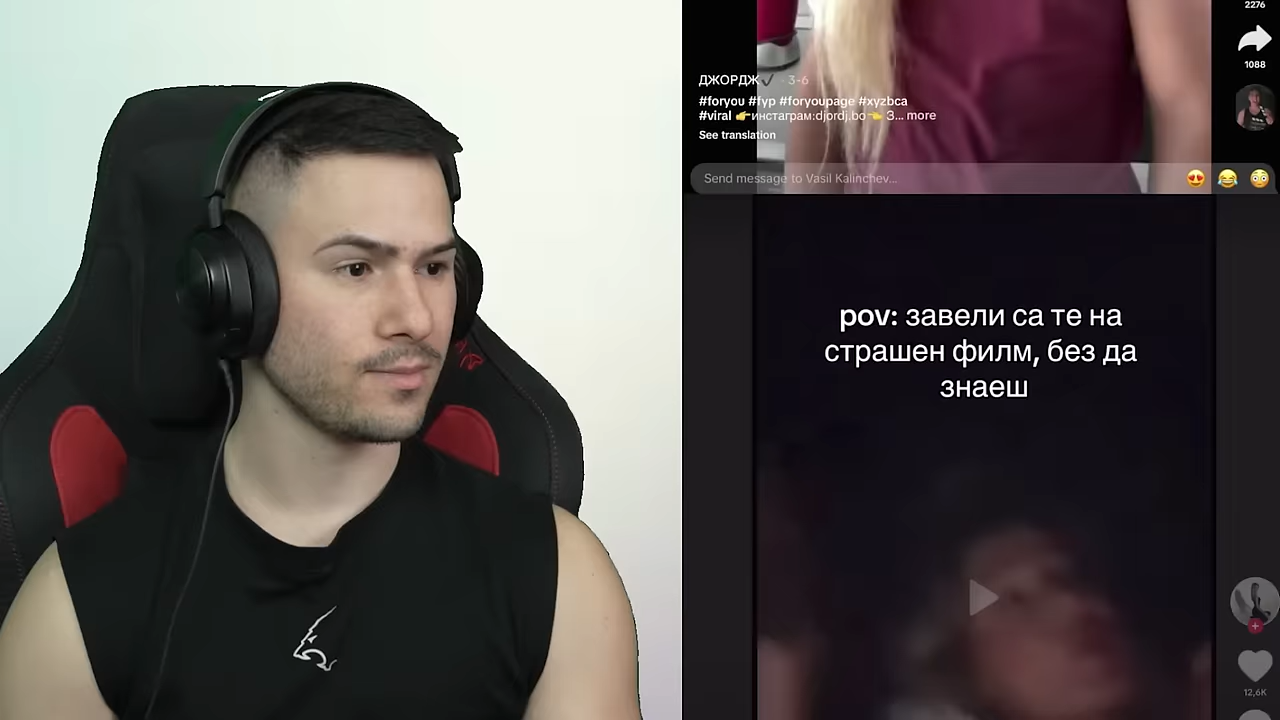 2276
1088
ДЖОРДЖ✔ · 3-6
#foryou #fyp #foryoupage #xyzbca
#viral 👉инстаграм:djordj.bo👈 3... more
See translation
Send message to Vasil Kalinchev...
pov: завели са те на
страшен филм, без да
знаеш
12,6K